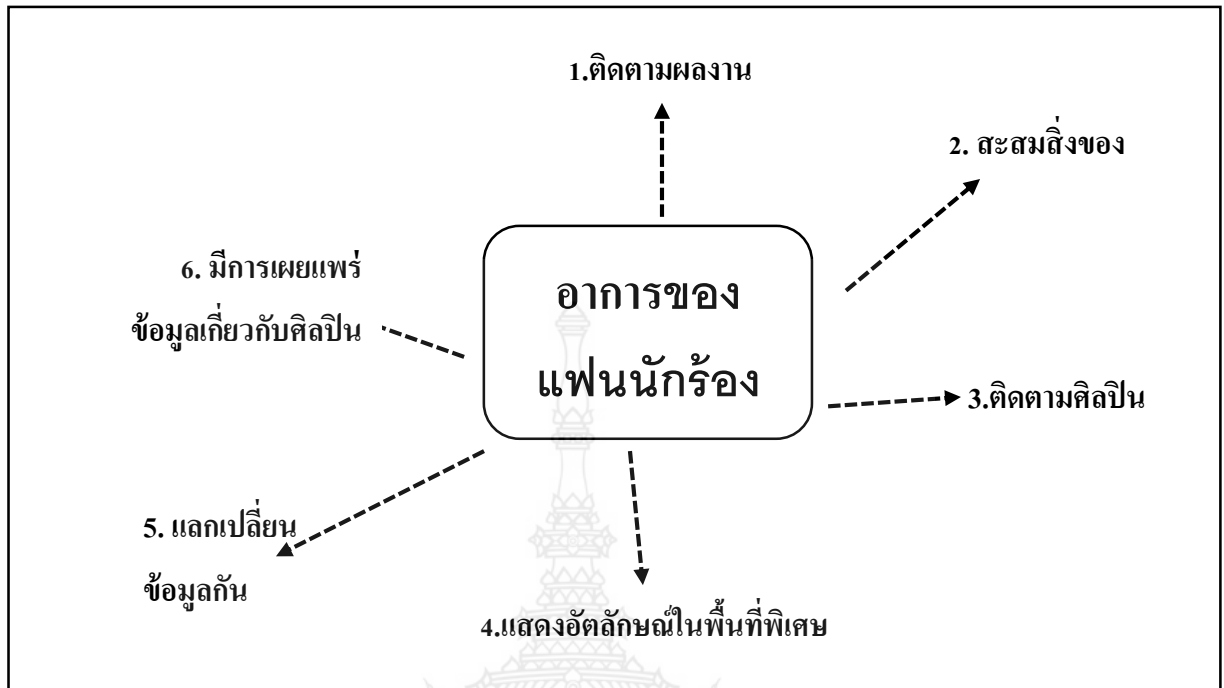 1.ติดตามผลงาน
2. สะสมสิ่งของ
6. มีการเผยแพร่
ข้อมูลเกี่ยวกับศิลปิน
อาการของ
แฟนนักร้อง
3.ติดตามศิลปิน
5. แลกเปลี่ยน
ข้อมูลกัน
4.แสดงอัตลักษณ์ในพื้นที่พิเศษ